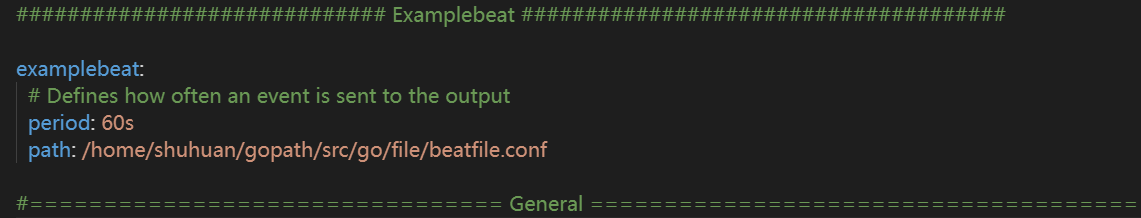 ############################# Examplebeat ######################################
examplebeat:
# Defines how often an event is sent to the output
period: 60s
path: /home/shuhuan/gopath/src/go/file/beatfile.conf
#================================ General =====================================